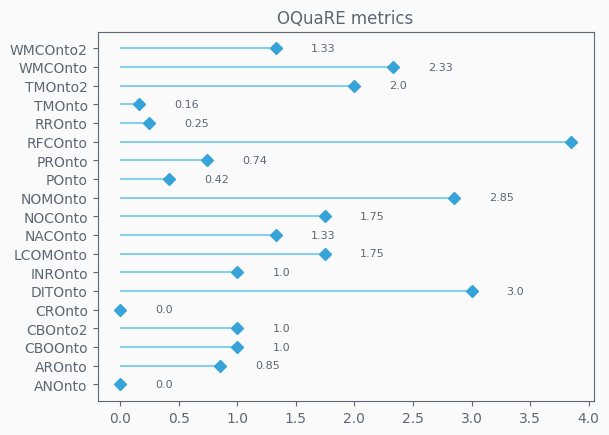 OQuaRE metrics
WMCOnto2 1.33
WMCOnto 2.33
TMOnto2 2.0
TMOnto 0.16
RROnto 0.25
RFCOnto
PROnto 0.74
POnto 0.42
NOMOnto 2.85
NOCOnto 1.75
NACOnto 1.33
LCOMOnto 1.75
INROnto 1.0
DITOnto 3.0
CROnto 0.0
CBOnto2 1.0
CBOOnto 1.0
AROnto 0.85
ANOnto 0.0
0.0 0.5 1.0 1.5 2.0 2.5 3.0 3.5 4.0